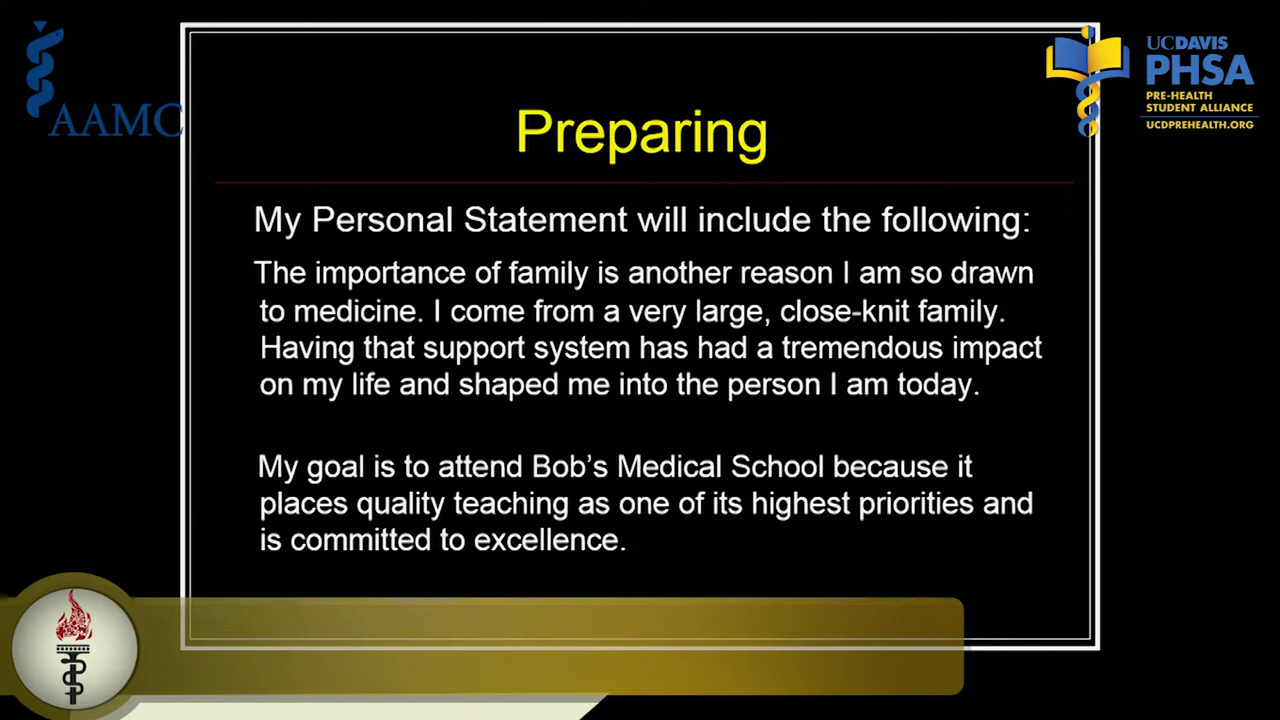 AAMC
UCDAVIS
PHSA
PRE-HEALTH
STUDENT ALLIANCE
UCDPREHEALTH.ORG
Preparing
My Personal Statement will include the following:
The importance of family is another reason I am so drawn
to medicine. I come from a very large, close-knit family.
Having that support system has had a tremendous impact
on my life and shaped me into the person I am today.
My goal is to attend Bob’s Medical School because it
places quality teaching as one of its highest priorities and
is committed to excellence.